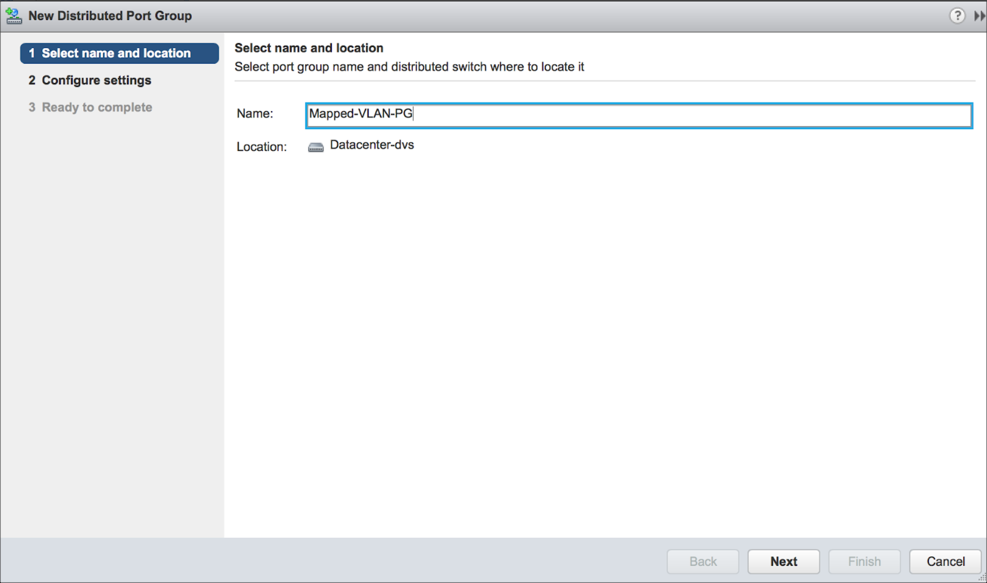 New Distributed Port Group
?
1 Select name and location
2 Configure settings
3 Ready to complete
Select name and location
Select port group name and distributed switch where to locate it
Name: Mapped-VLAN-PG
Location: Datacenter-dvs
Back Next Finish Cancel